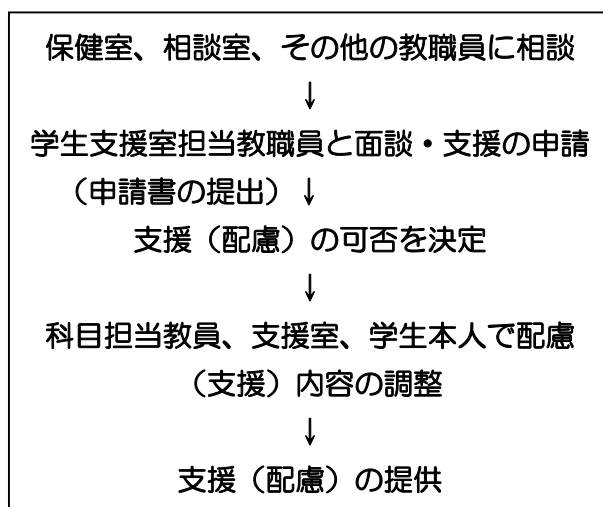 保健室、相談室、その他の教職員に相談
↓
学生支援室担当教職員と面談・支援の申請
（申請書の提出）↓
支援（配慮）の可否を決定
↓
科目担当教員、支援室、学生本人で配慮
（支援）内容の調整
↓
支援（配慮）の提供